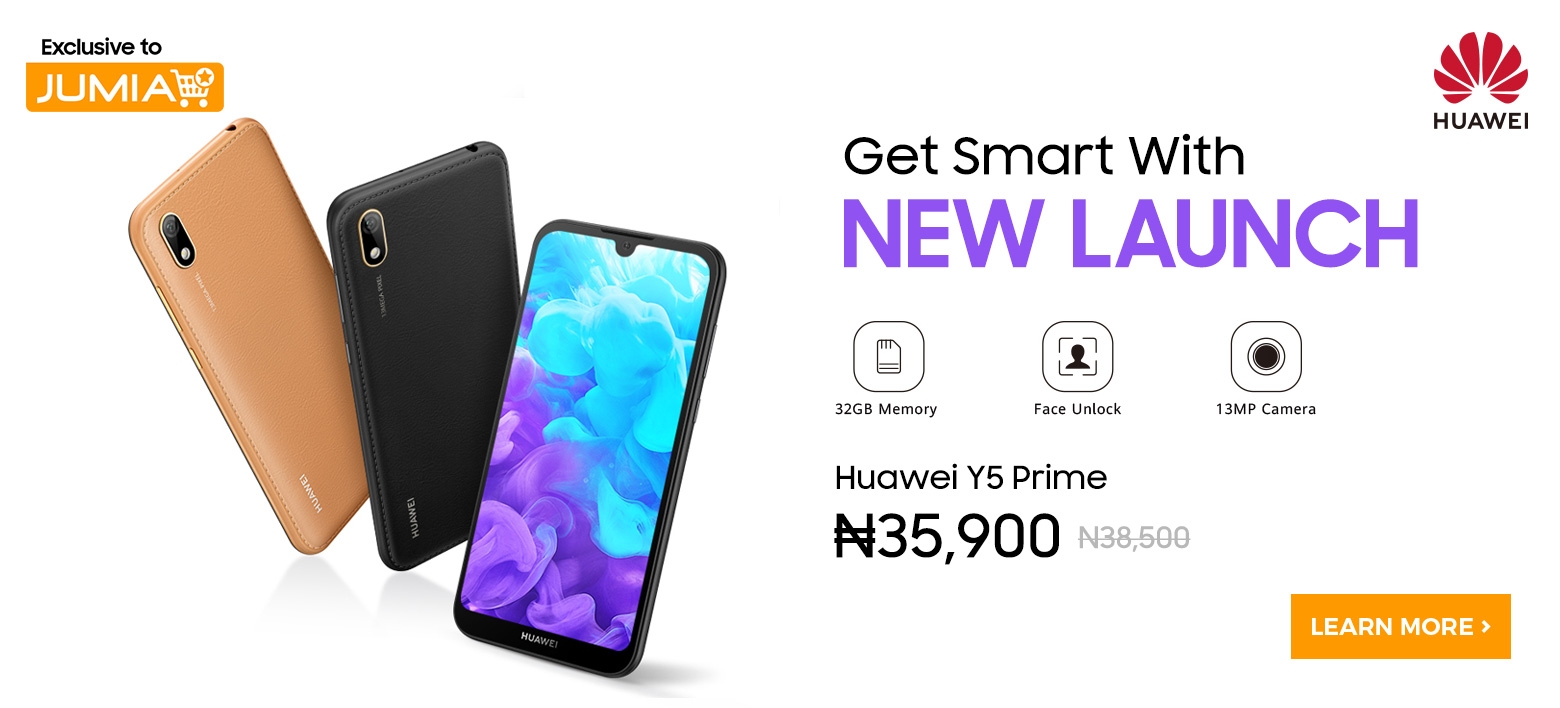 Exclusive to
JUMIA
HUAWEI
Get Smart With
NEW LAUNCH
32GB Memory
Face Unlock
13MP Camera
Huawei Y5 Prime
₦35,900 ₦38,500
LEARN MORE ›
HUAWEI
HUAWEI
HUAWEI